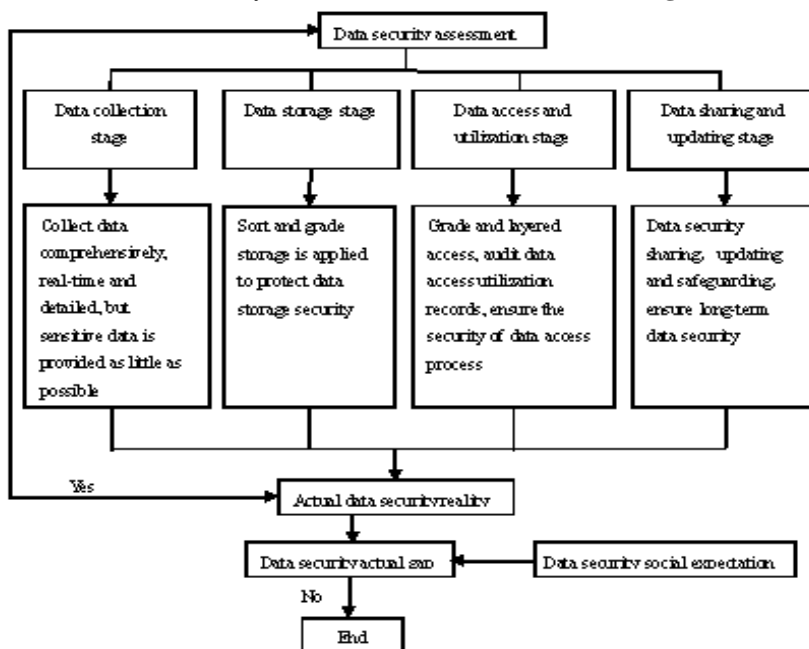 Data security assessment
Data collection
stage
Data storage stage
Data access and
utilization stage
Data sharing and
updating stage
Collect data
comprehensively,
real-time and
detailed, but
sensitive data is
provided as little as
possible
Sort and grade
storage is applied
to protect data
storage security
Grade and layered
access, audit data
access utilization
records, ensure the
security of data access
process
Data security
sharing, updating
and safeguarding,
ensure long-term
data security
Yes
Actual data security reality
Data security actual gap
Data security social expectation
No
End